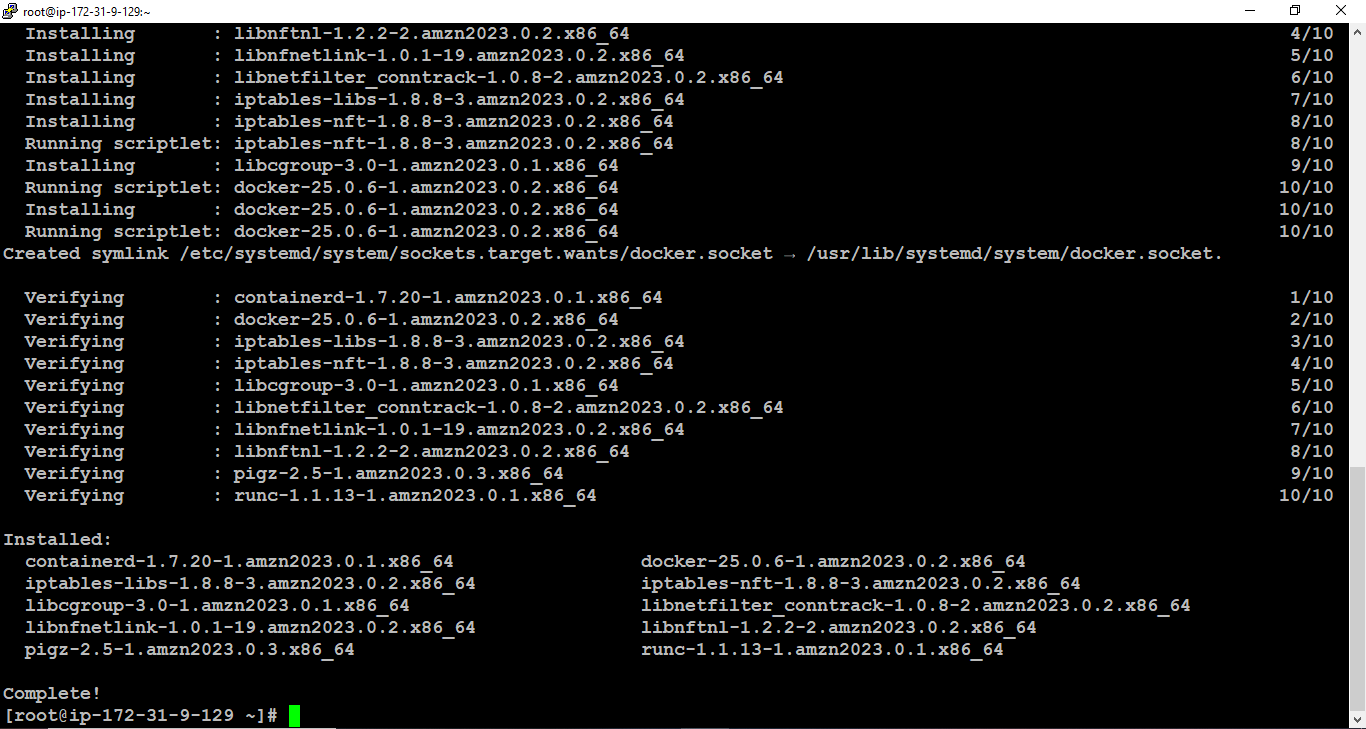 root@ip-172-31-9-129:~
Installing : libnftnl-1.2.2-2.amzn2023.0.2.x86_64 4/10
Installing : libnfnetlink-1.0.1-19.amzn2023.0.2.x86_64 5/10
Installing : libnetfilter_conntrack-1.0.8-2.amzn2023.0.2.x86_64 6/10
Installing : iptables-libs-1.8.8-3.amzn2023.0.2.x86_64 7/10
Installing : iptables-nft-1.8.8-3.amzn2023.0.2.x86_64 8/10
Running scriptlet: iptables-nft-1.8.8-3.amzn2023.0.2.x86_64 8/10
Installing : libcgroup-3.0-1.amzn2023.0.1.x86_64 9/10
Running scriptlet: docker-25.0.6-1.amzn2023.0.2.x86_64 10/10
Installing : docker-25.0.6-1.amzn2023.0.2.x86_64 10/10
Running scriptlet: docker-25.0.6-1.amzn2023.0.2.x86_64 10/10
Created symlink /etc/systemd/system/sockets.target.wants/docker.socket → /usr/lib/systemd/system/docker.socket.
Verifying : containerd-1.7.20-1.amzn2023.0.1.x86_64 1/10
Verifying : docker-25.0.6-1.amzn2023.0.2.x86_64 2/10
Verifying : iptables-libs-1.8.8-3.amzn2023.0.2.x86_64 3/10
Verifying : iptables-nft-1.8.8-3.amzn2023.0.2.x86_64 4/10
Verifying : libcgroup-3.0-1.amzn2023.0.1.x86_64 5/10
Verifying : libnetfilter_conntrack-1.0.8-2.amzn2023.0.2.x86_64 6/10
Verifying : libnfnetlink-1.0.1-19.amzn2023.0.2.x86_64 7/10
Verifying : libnftnl-1.2.2-2.amzn2023.0.2.x86_64 8/10
Verifying : pigz-2.5-1.amzn2023.0.3.x86_64 9/10
Verifying : runc-1.1.13-1.amzn2023.0.1.x86_64 10/10
Installed:
containerd-1.7.20-1.amzn2023.0.1.x86_64 docker-25.0.6-1.amzn2023.0.2.x86_64
iptables-libs-1.8.8-3.amzn2023.0.2.x86_64 iptables-nft-1.8.8-3.amzn2023.0.2.x86_64
libcgroup-3.0-1.amzn2023.0.1.x86_64 libnetfilter_conntrack-1.0.8-2.amzn2023.0.2.x86_64
libnfnetlink-1.0.1-19.amzn2023.0.2.x86_64 libnftnl-1.2.2-2.amzn2023.0.2.x86_64
pigz-2.5-1.amzn2023.0.3.x86_64 runc-1.1.13-1.amzn2023.0.1.x86_64
Complete!
[root@ip-172-31-9-129 ~]#